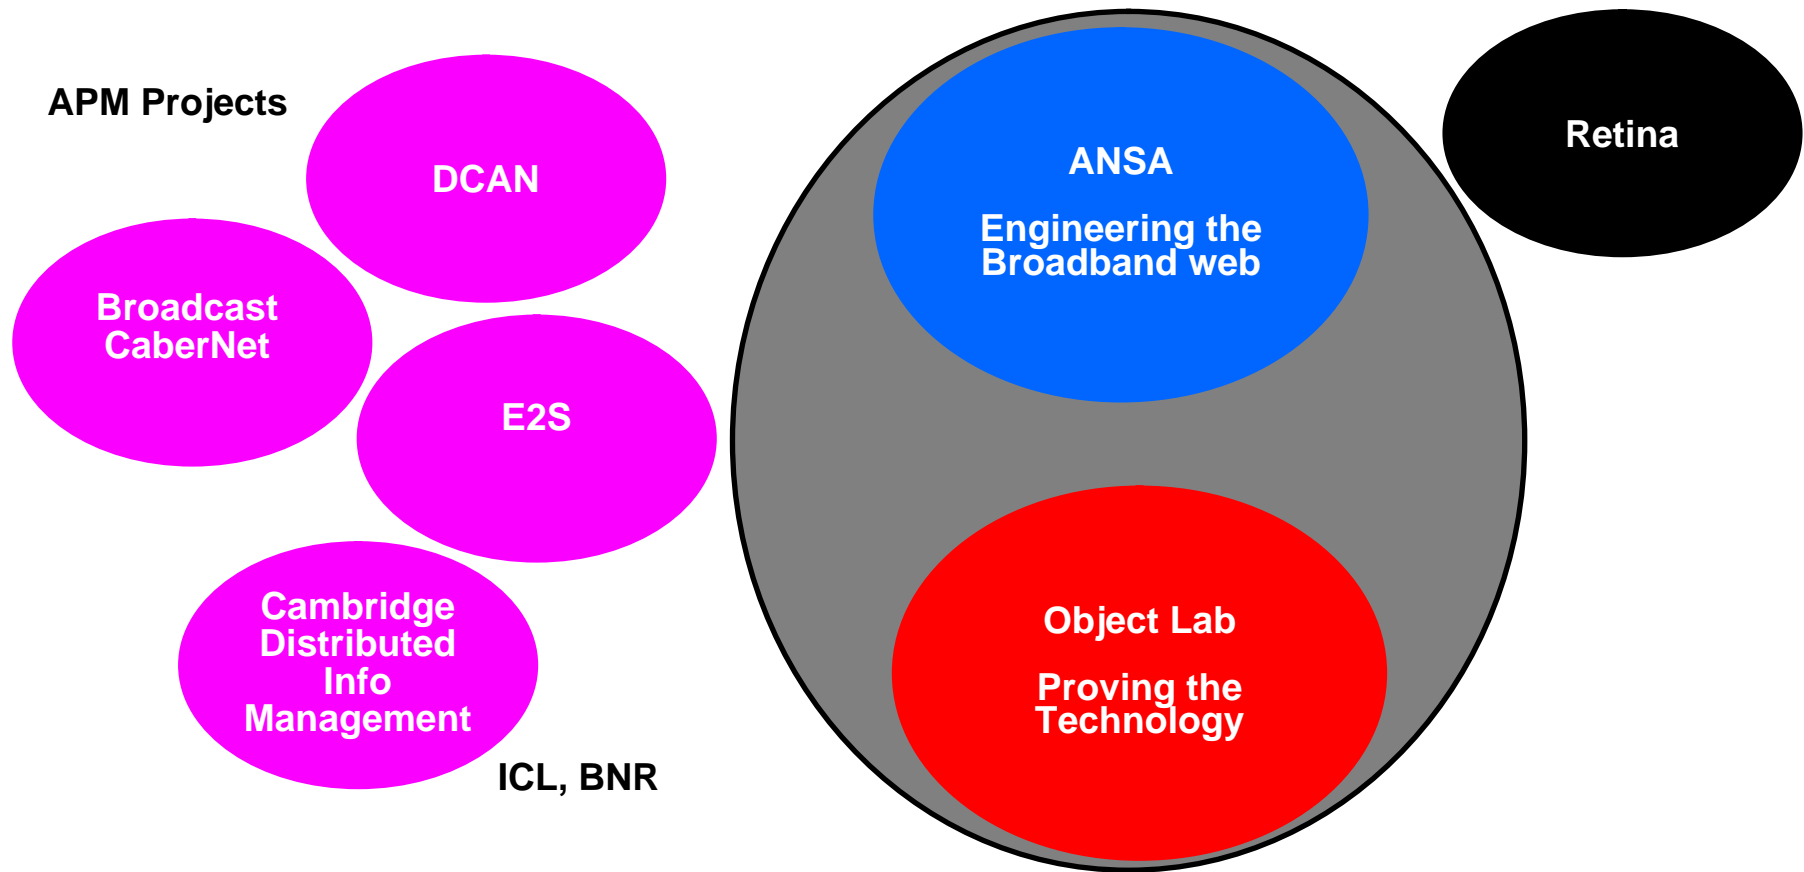 APM Projects
DCAN
Broadcast
CaberNet
E2S
Cambridge
Distributed
Info
Management
ICL, BNR
ANSA
Engineering the
Broadband web
Object Lab
Proving the
Technology
Retina